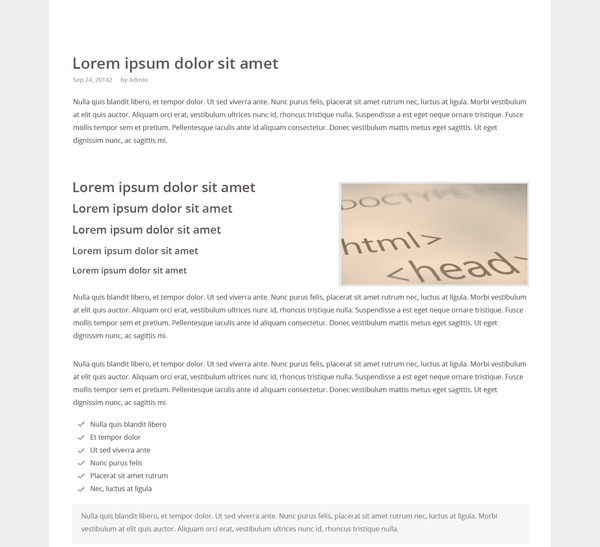 Lorem ipsum dolor sit amet
Sep 24, 20142 by Admin
Nulla quis blandit libero, et tempor dolor. Ut sed viverra ante. Nunc purus felis, placerat sit amet rutrum nec, luctus at ligula. Morbi vestibulum
at elit quis auctor. Aliquam orci erat, vestibulum ultrices nunc id, rhoncus tristique nulla. Suspendisse a est eget neque ornare tristique. Fusce
mollis tempor sem et pretium. Pellentesque iaculis ante id aliquam consectetur. Donec vestibulum mattis metus eget sagittis. Ut eget
dignissim nunc, ac sagittis mi.
Lorem ipsum dolor sit amet
Lorem ipsum dolor sit amet
Lorem ipsum dolor sit amet
Lorem ipsum dolor sit amet
Lorem ipsum dolor sit amet
DOCTYPE
html>
<head>
Nulla quis blandit libero, et tempor dolor. Ut sed viverra ante. Nunc purus felis, placerat sit amet rutrum nec, luctus at ligula. Morbi vestibulum
at elit quis auctor. Aliquam orci erat, vestibulum ultrices nunc id, rhoncus tristique nulla. Suspendisse a est eget neque ornare tristique. Fusce
mollis tempor sem et pretium. Pellentesque iaculis ante id aliquam consectetur. Donec vestibulum mattis metus eget sagittis. Ut eget
dignissim nunc, ac sagittis mi.
Nulla quis blandit libero, et tempor dolor. Ut sed viverra ante. Nunc purus felis, placerat sit amet rutrum nec, luctus at ligula. Morbi vestibulum
at elit quis auctor. Aliquam orci erat, vestibulum ultrices nunc id, rhoncus tristique nulla. Suspendisse a est eget neque ornare tristique. Fusce
mollis tempor sem et pretium. Pellentesque iaculis ante id aliquam consectetur. Donec vestibulum mattis metus eget sagittis. Ut eget
dignissim nunc, ac sagittis mi.
Nulla quis blandit libero
Et tempor dolor
Ut sed viverra ante
Nunc purus felis
Placerat sit amet rutrum
Nec, luctus at ligula
Nulla quis blandit libero, et tempor dolor. Ut sed viverra ante. Nunc purus felis, placerat sit amet rutrum nec, luctus at ligula. Morbi
vestibulum at elit quis auctor. Aliquam orci erat, vestibulum ultrices nunc id, rhoncus tristique nulla.